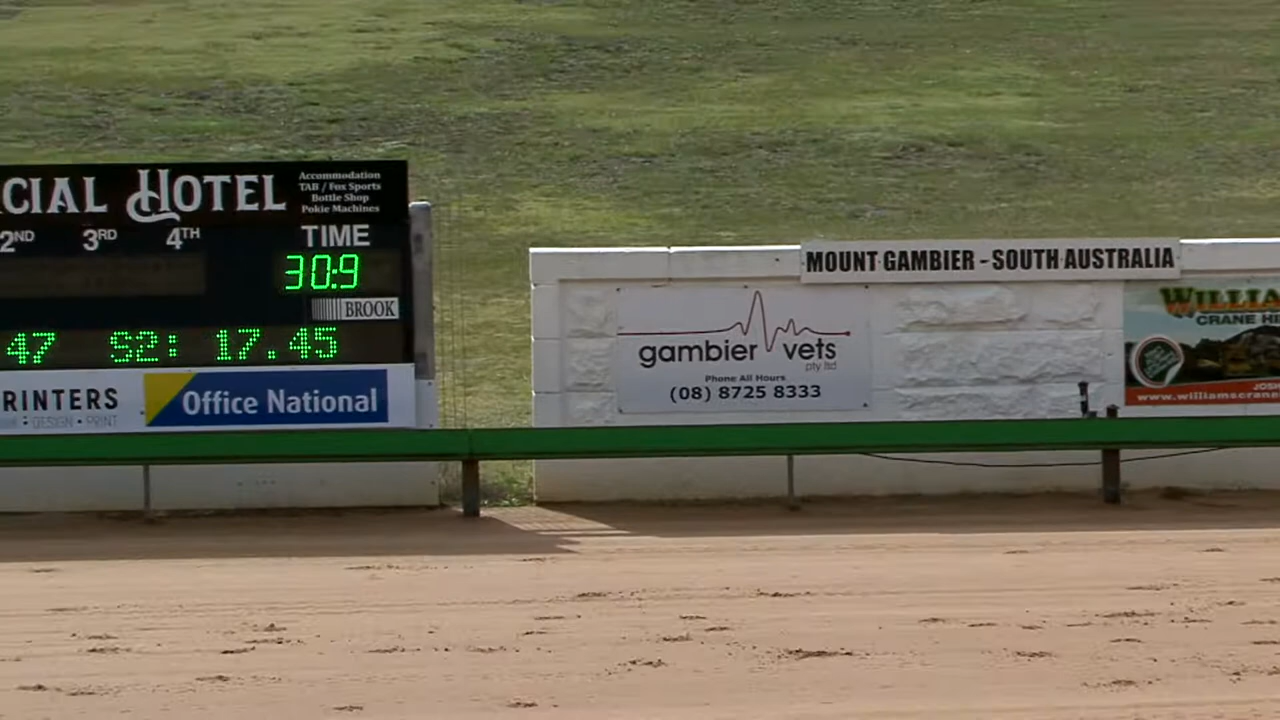 CIAL HOTEL
Accommodation
TAB / Fox Sports
Bottle Shop
Pokie Machines
2ND 3RD 4TH TIME
30:9
BROOK
47 S2: 17.45
RINTERS
DESIGN • PRINT
Office National
MOUNT GAMBIER - SOUTH AUSTRALIA
gambier vets
pty ltd
Phone All Hours
(08) 8725 8333
WILLIA
CRANE HI
JOSH
www.williamscrane